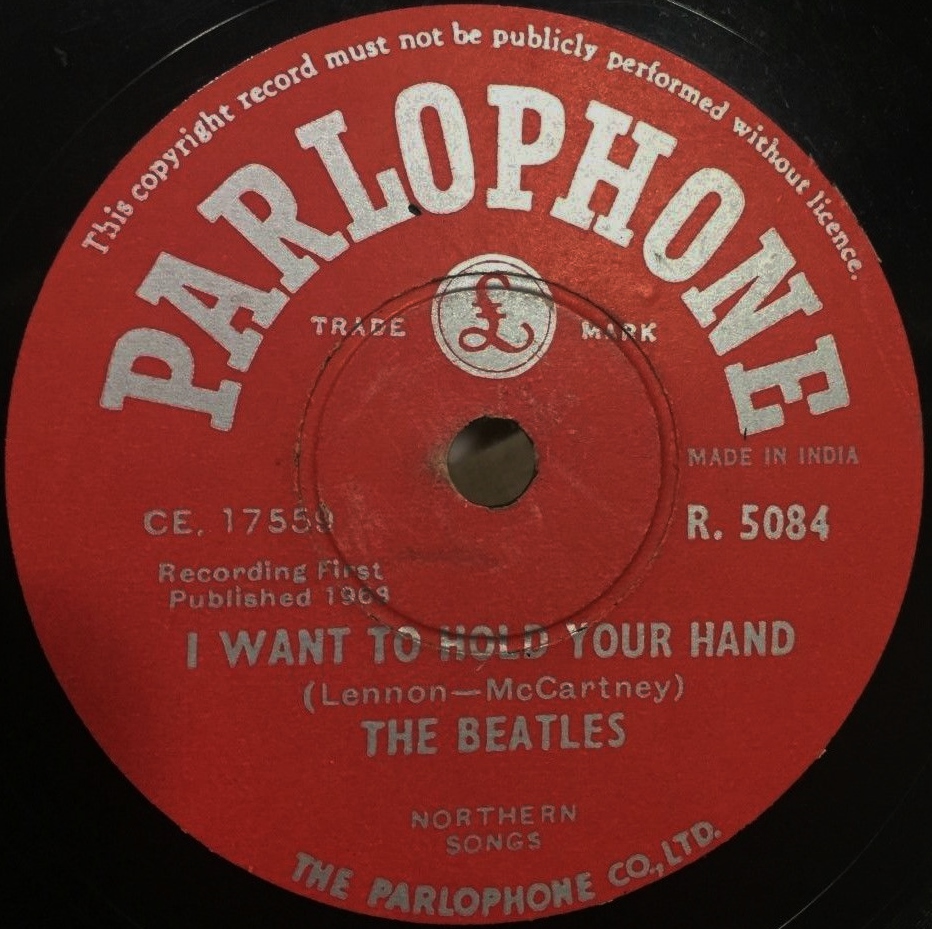 This copyright record must not be publicly performed without licence.
PARLOPHONE
TRADE £ MARK
MADE IN INDIA
CE. 17559
R. 5084
Recording First
Published 1963
I WANT TO HOLD YOUR HAND
(Lennon—McCartney)
THE BEATLES
NORTHERN
SONGS
THE PARLOPHONE CO., LTD.